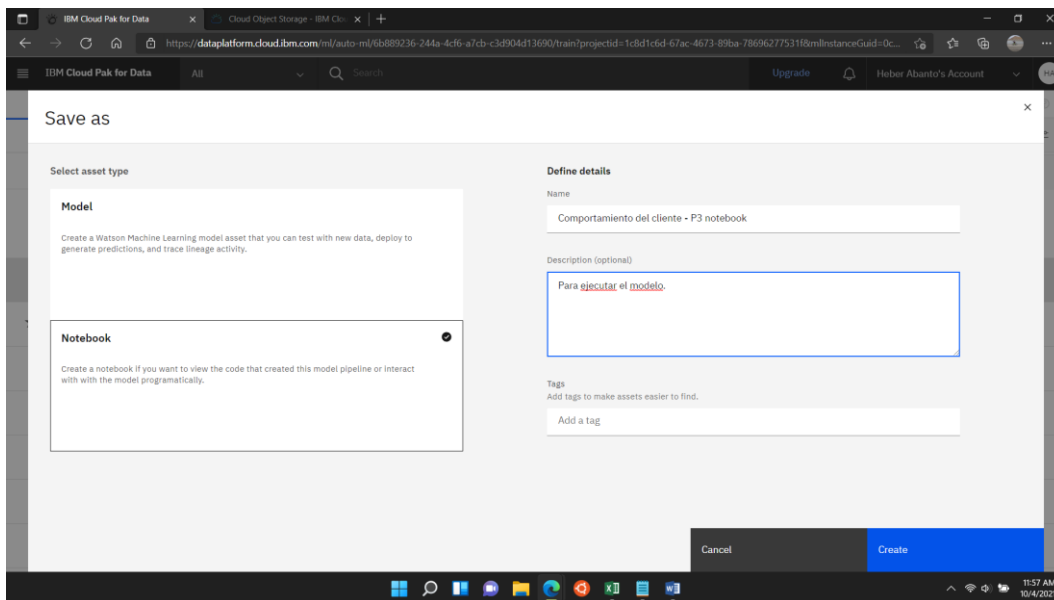 IBM Cloud Pak for Data
Cloud Object Storage - IBM Clo
https://dataplatform.cloud.ibm.com/ml/auto-ml/6b889236-244a-4cf6-a7cb-c3d904d13690/train?projectid=1c8d1c6d-67ac-4673-89ba-78696277531f&mlInstanceGuid=0c...
IBM Cloud Pak for Data
All
Search
Upgrade
Heber Abanto's Account
HA
Save as
Select asset type
Model
Create a Watson Machine Learning model asset that you can test with new data, deploy to
generate predictions, and trace lineage activity.
Notebook
Create a notebook if you want to view the code that created this model pipeline or interact
with with the model programatically.
Define details
Name
Comportamiento del cliente - P3 notebook
Description (optional)
Para ejecutar el modelo.
Tags
Add tags to make assets easier to find.
Add a tag
Cancel
Create
11:57 AM
10/4/202